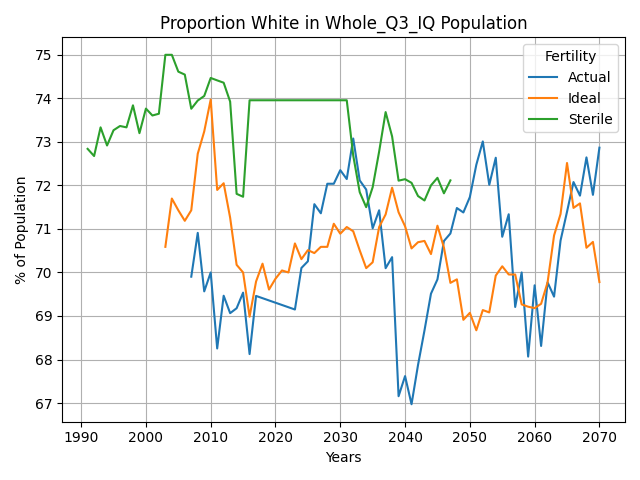 Proportion White in Whole_Q3_IQ Population
75
74
73
72
71
70
69
68
67
% of Population
Fertility
Actual
Ideal
Sterile
1990 2000 2010 2020 2030 2040 2050 2060 2070
Years